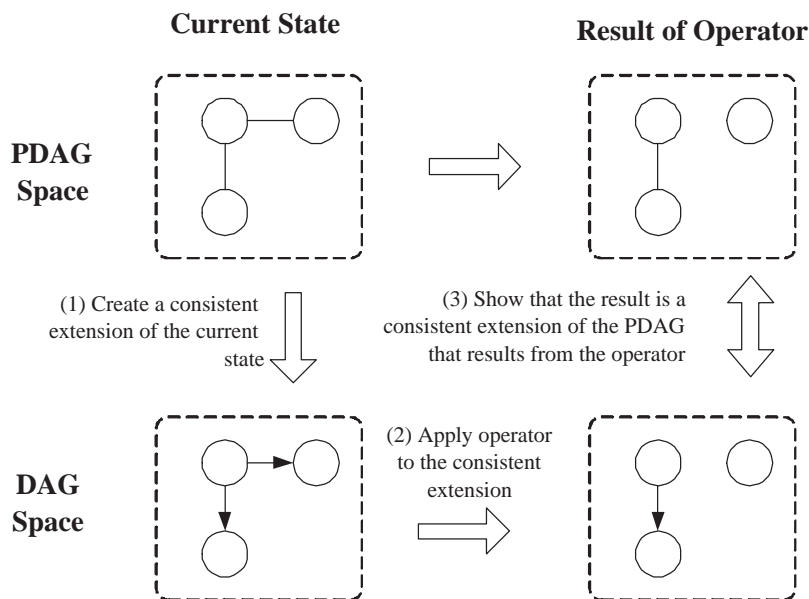 Current State
Result of Operator
PDAG
Space
(1) Create a consistent
extension of the current
state
(3) Show that the result is a
consistent extension of the PDAG
that results from the operator
DAG
Space
(2) Apply operator
to the consistent
extension